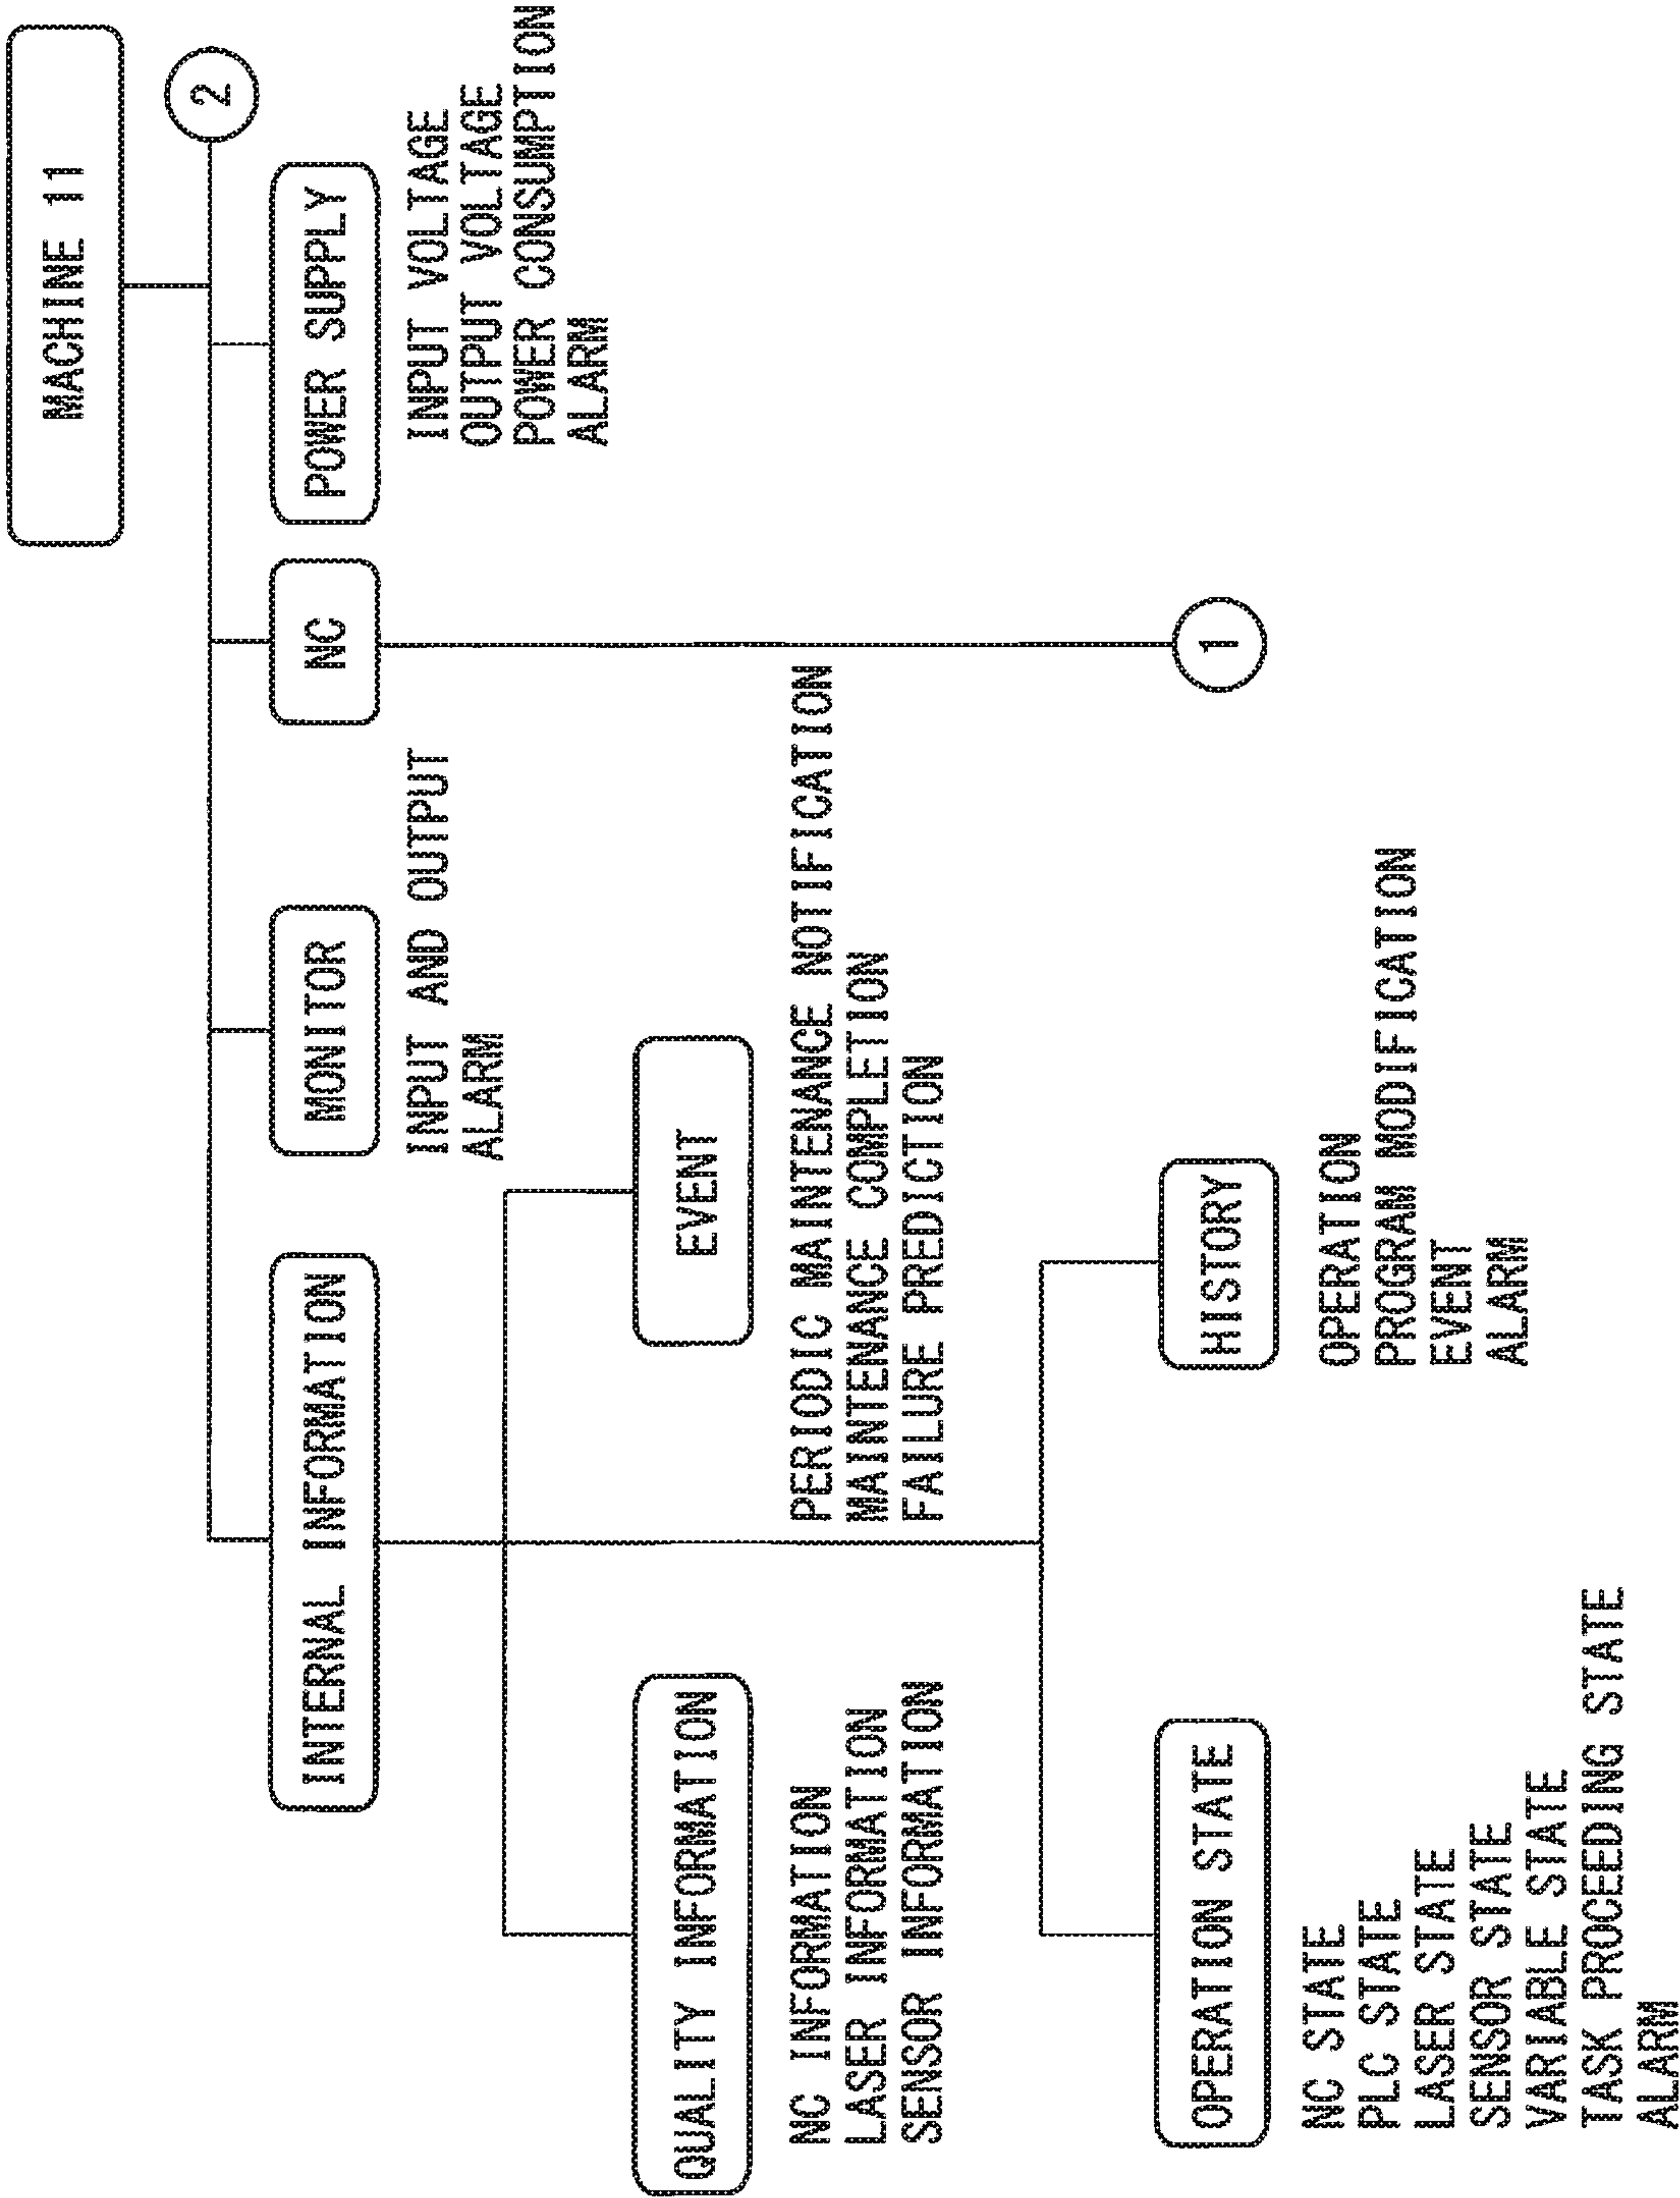 MACHINE 11
2
INTERNAL INFORMATION
MONITOR
INPUT AND OUTPUT
ALARM
NC
1
POWER SUPPLY
INPUT VOLTAGE
OUTPUT VOLTAGE
POWER CONSUMPTION
ALARM
QUALITY INFORMATION
NC INFORMATION
LASER INFORMATION
SENSOR INFORMATION
EVENT
PERIODIC MAINTENANCE NOTIFICATION
MAINTENANCE COMPLETION
FAILURE PREDICTION
OPERATION STATE
NC STATE
PLC STATE
LASER STATE
SENSOR STATE
VARIABLE STATE
TASK PROCEEDING STATE
ALARM
HISTORY
OPERATION
PROGRAM MODIFICATION
EVENT
ALARM